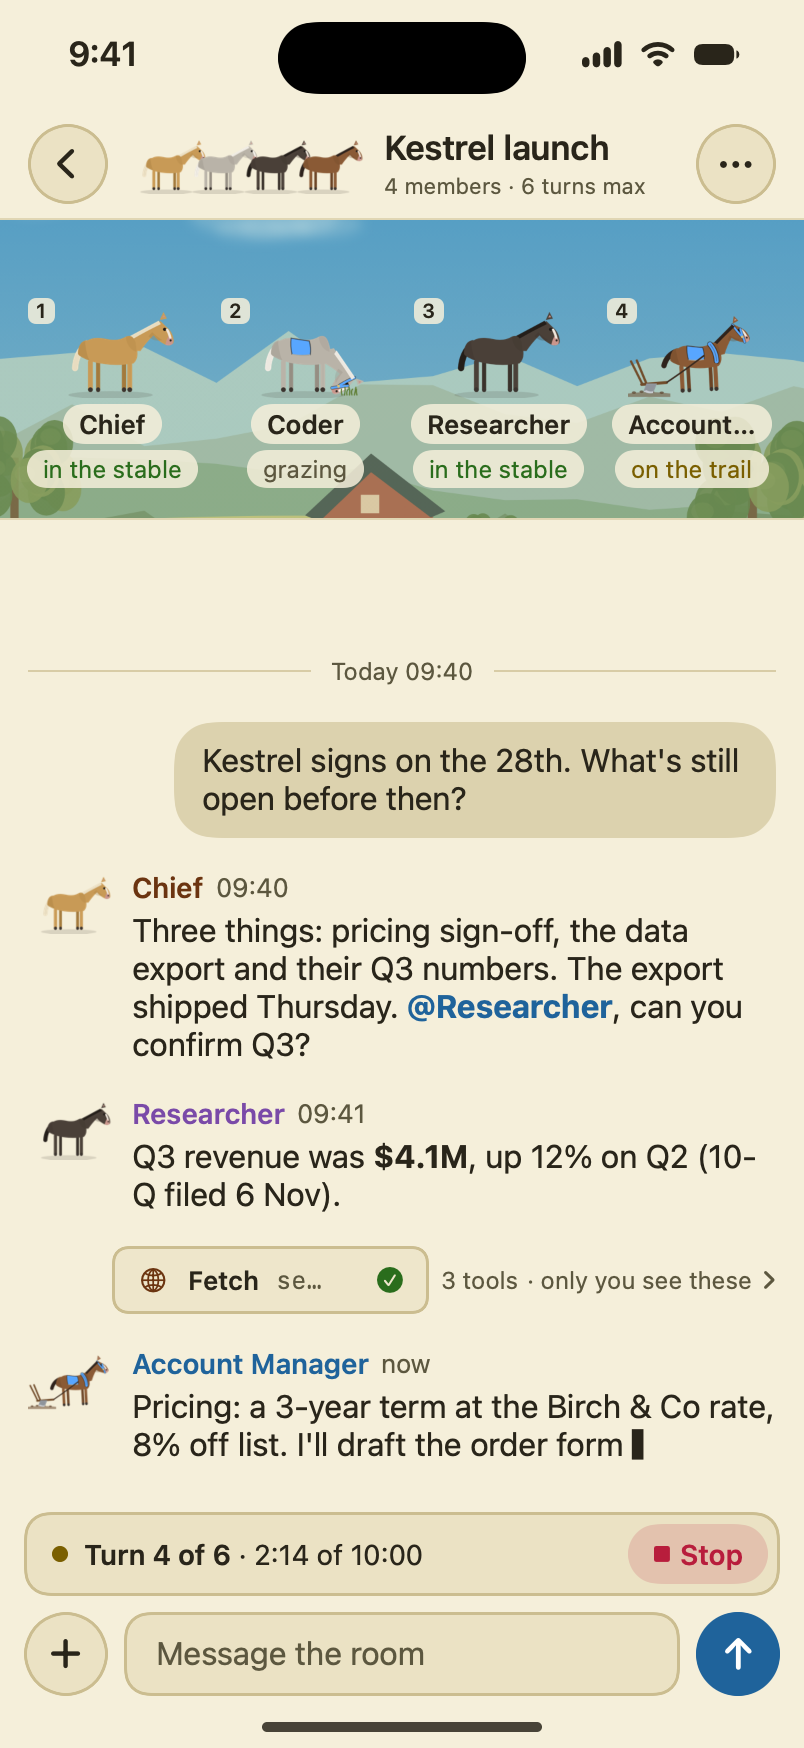 9:41
Kestrel launch
4 members · 6 turns max
1
2
3
4
Chief
Coder
Researcher
Account...
in the stable
grazing
in the stable
on the trail
Today 09:40
Kestrel signs on the 28th. What's still
open before then?
Chief 09:40
Three things: pricing sign-off, the data
export and their Q3 numbers. The export
shipped Thursday. @Researcher, can you
confirm Q3?
Researcher 09:41
Q3 revenue was $4.1M, up 12% on Q2 (10-
Q filed 6 Nov).
Fetch se... 3 tools · only you see these
Account Manager now
Pricing: a 3-year term at the Birch & Co rate,
8% off list. I'll draft the order form
Turn 4 of 6 · 2:14 of 10:00
Stop
Message the room